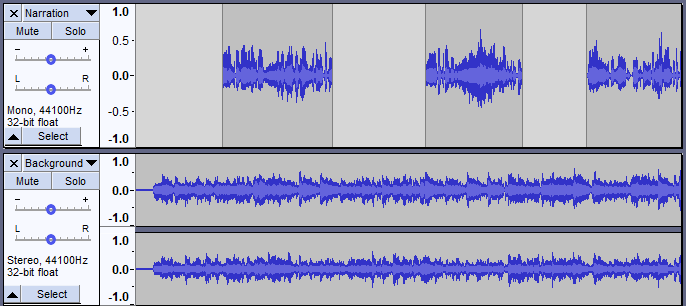 × Narration ▼
Mute Solo
- +
L R
Mono, 44100Hz
32-bit float
▲ Select
1.0
0.5
0.0
-0.5
-1.0
× Background ▼
Mute Solo
- +
L R
Stereo, 44100Hz
32-bit float
▲ Select
1.0
0.0
-1.0
1.0
0.0
-1.0